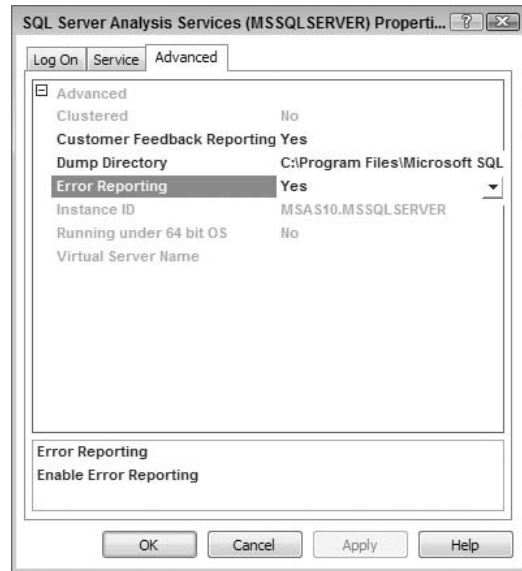 SQL Server Analysis Services (MSSQLSERVER) Properti... ? X
Log On Service Advanced
Advanced
Clustered No
Customer Feedback Reporting Yes
Dump Directory C:\Program Files\Microsoft SQL
Error Reporting Yes
Instance ID MSAS10.MSSQLSERVER
Running under 64 bit OS No
Virtual Server Name
Error Reporting
Enable Error Reporting
OK Cancel Apply Help